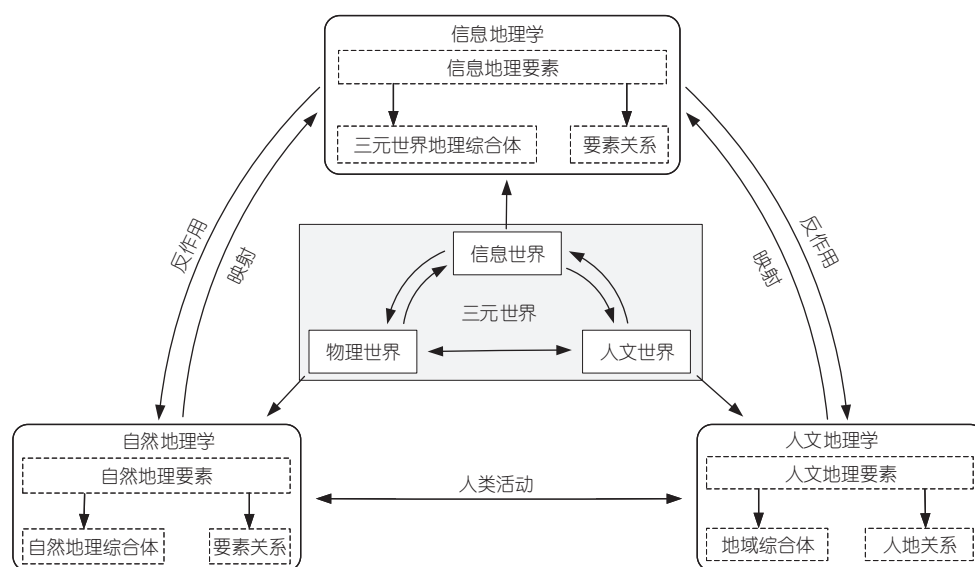 信息地理学
信息地理要素
三元世界地理综合体
要素关系
反作用
映射
信息世界
三元世界
物理世界
人文世界
映射
反作用
自然地理学
自然地理要素
自然地理综合体
要素关系
人类活动
人文地理学
人文地理要素
地域综合体
人地关系